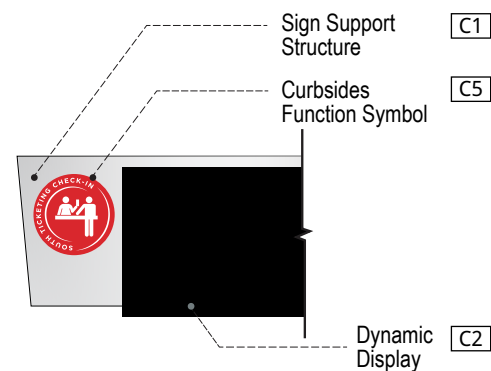 Sign Support
Structure
C1
Curbsides
Function Symbol
C5
SOUTH TICKETING CHECK-IN
Dynamic
Display
C2